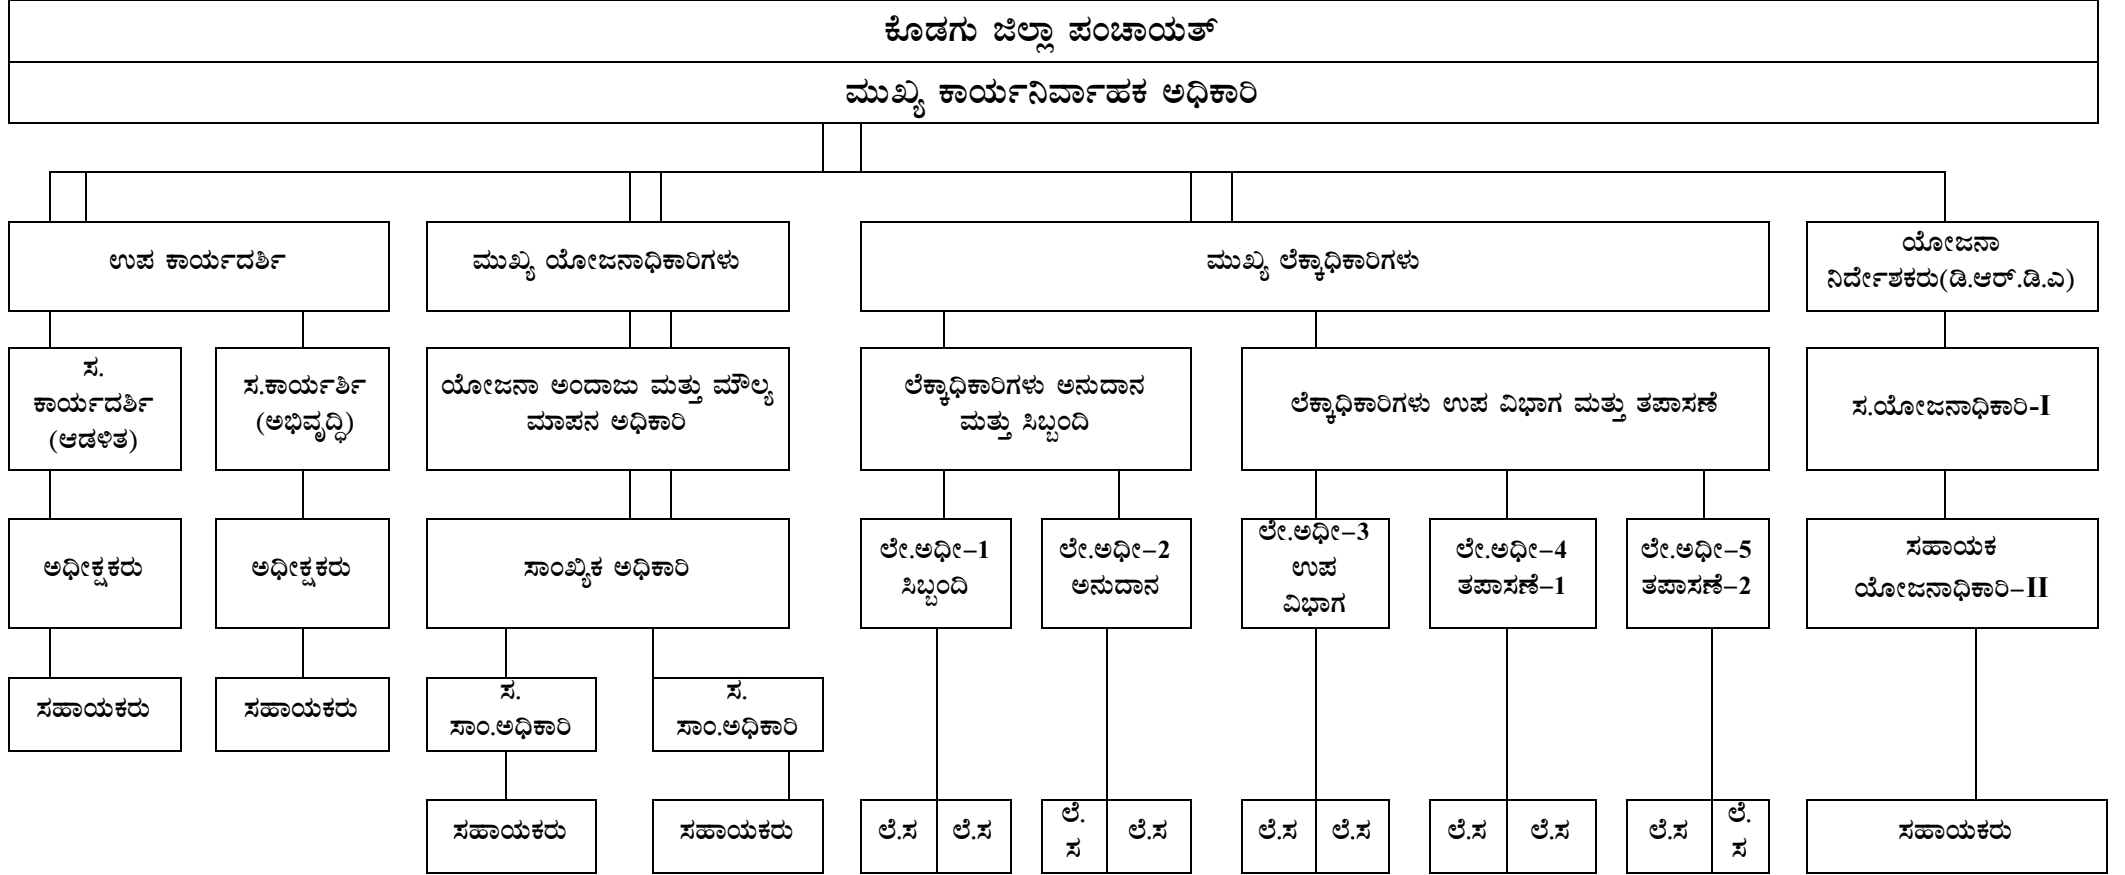 ಕೊಡಗು ಜಿಲ್ಲಾ ಪಂಚಾಯತ್
ಮುಖ್ಯ ಕಾರ್ಯನಿರ್ವಾಹಕ ಅಧಿಕಾರಿ
ಉಪ ಕಾರ್ಯದರ್ಶಿ
ಮುಖ್ಯ ಯೋಜನಾಧಿಕಾರಿಗಳು
ಮುಖ್ಯ ಲೆಕ್ಕಾಧಿಕಾರಿಗಳು
ಯೋಜನಾ
ನಿರ್ದೇಶಕರು(ಡಿ.ಆರ್.ಡಿ.ಎ)
ಸ.
ಕಾರ್ಯದರ್ಶಿ
(ಆಡಳಿತ)
ಸ.ಕಾರ್ಯರ್ಶಿ
(ಅಭಿವೃದ್ಧಿ)
ಯೋಜನಾ ಅಂದಾಜು ಮತ್ತು ಮೌಲ್ಯ
ಮಾಪನ ಅಧಿಕಾರಿ
ಲೆಕ್ಕಾಧಿಕಾರಿಗಳು ಅನುದಾನ
ಮತ್ತು ಸಿಬ್ಬಂದಿ
ಲೆಕ್ಕಾಧಿಕಾರಿಗಳು ಉಪ ವಿಭಾಗ ಮತ್ತು ತಪಾಸಣೆ
ಸ.ಯೋಜನಾಧಿಕಾರಿ-I
ಅಧೀಕ್ಷಕರು
ಅಧೀಕ್ಷಕರು
ಸಾಂಖ್ಯಿಕ ಅಧಿಕಾರಿ
ಲೇ.ಅಧೀ–1
ಸಿಬ್ಬಂದಿ
ಲೇ.ಅಧೀ–2
ಅನುದಾನ
ಲೇ.ಅಧೀ–3
ಉಪ
ವಿಭಾಗ
ಲೇ.ಅಧೀ–4
ತಪಾಸಣೆ–1
ಲೇ.ಅಧೀ–5
ತಪಾಸಣೆ–2
ಸಹಾಯಕ
ಯೋಜನಾಧಿಕಾರಿ–II
ಸಹಾಯಕರು
ಸಹಾಯಕರು
ಸ.
ಸಾಂ.ಅಧಿಕಾರಿ
ಸ.
ಸಾಂ.ಅಧಿಕಾರಿ
ಸಹಾಯಕರು
ಸಹಾಯಕರು
ಲೆ.ಸ
ಲೆ.ಸ
ಲೆ.
ಸ
ಲೆ.ಸ
ಲೆ.ಸ
ಲೆ.ಸ
ಲೆ.ಸ
ಲೆ.ಸ
ಲೆ.ಸ
ಲೆ.
ಸ
ಸಹಾಯಕರು